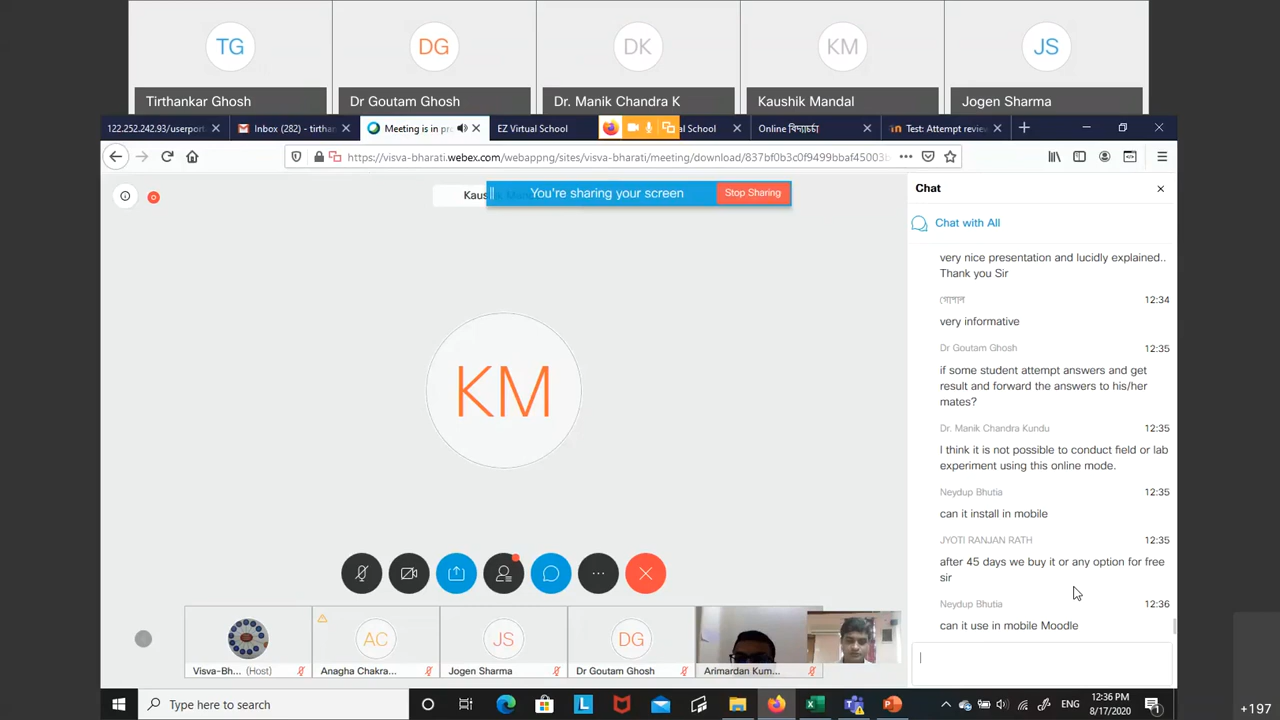 TG
DG
DK
KM
JS
Tirthankar Ghosh
Dr Goutam Ghosh
Dr. Manik Chandra K
Kaushik Mandal
Jogen Sharma
122.252.242.93/userport
Inbox (282) - tirthan
Meeting is in pro
EZ Virtual School
al School
Online বিদ্যাচর্চা
Test: Attempt review
https://visva-bharati.webex.com/webappng/sites/visva-bharati/meeting/download/837bf0b3c0f9499bbaf45003b
Kaus
You're sharing your screen
Stop Sharing
Chat
Chat with All
very nice presentation and lucidly explained..
Thank you Sir
গোপাল 12:34
very informative
Dr Goutam Ghosh 12:35
if some student attempt answers and get
result and forward the answers to his/her
mates?
Dr. Manik Chandra Kundu 12:35
I think it is not possible to conduct field or lab
experiment using this online mode.
Neydup Bhutia 12:35
can it install in mobile
JYOTI RANJAN RATH 12:35
after 45 days we buy it or any option for free
sir
Neydup Bhutia 12:36
can it use in mobile Moodle
KM
AC
JS
DG
Visva-Bh... (Host)
Anagha Chakra...
Jogen Sharma
Dr Goutam Ghosh
Arimardan Kum...
Type here to search
ENG
12:36 PM
8/17/2020
+197